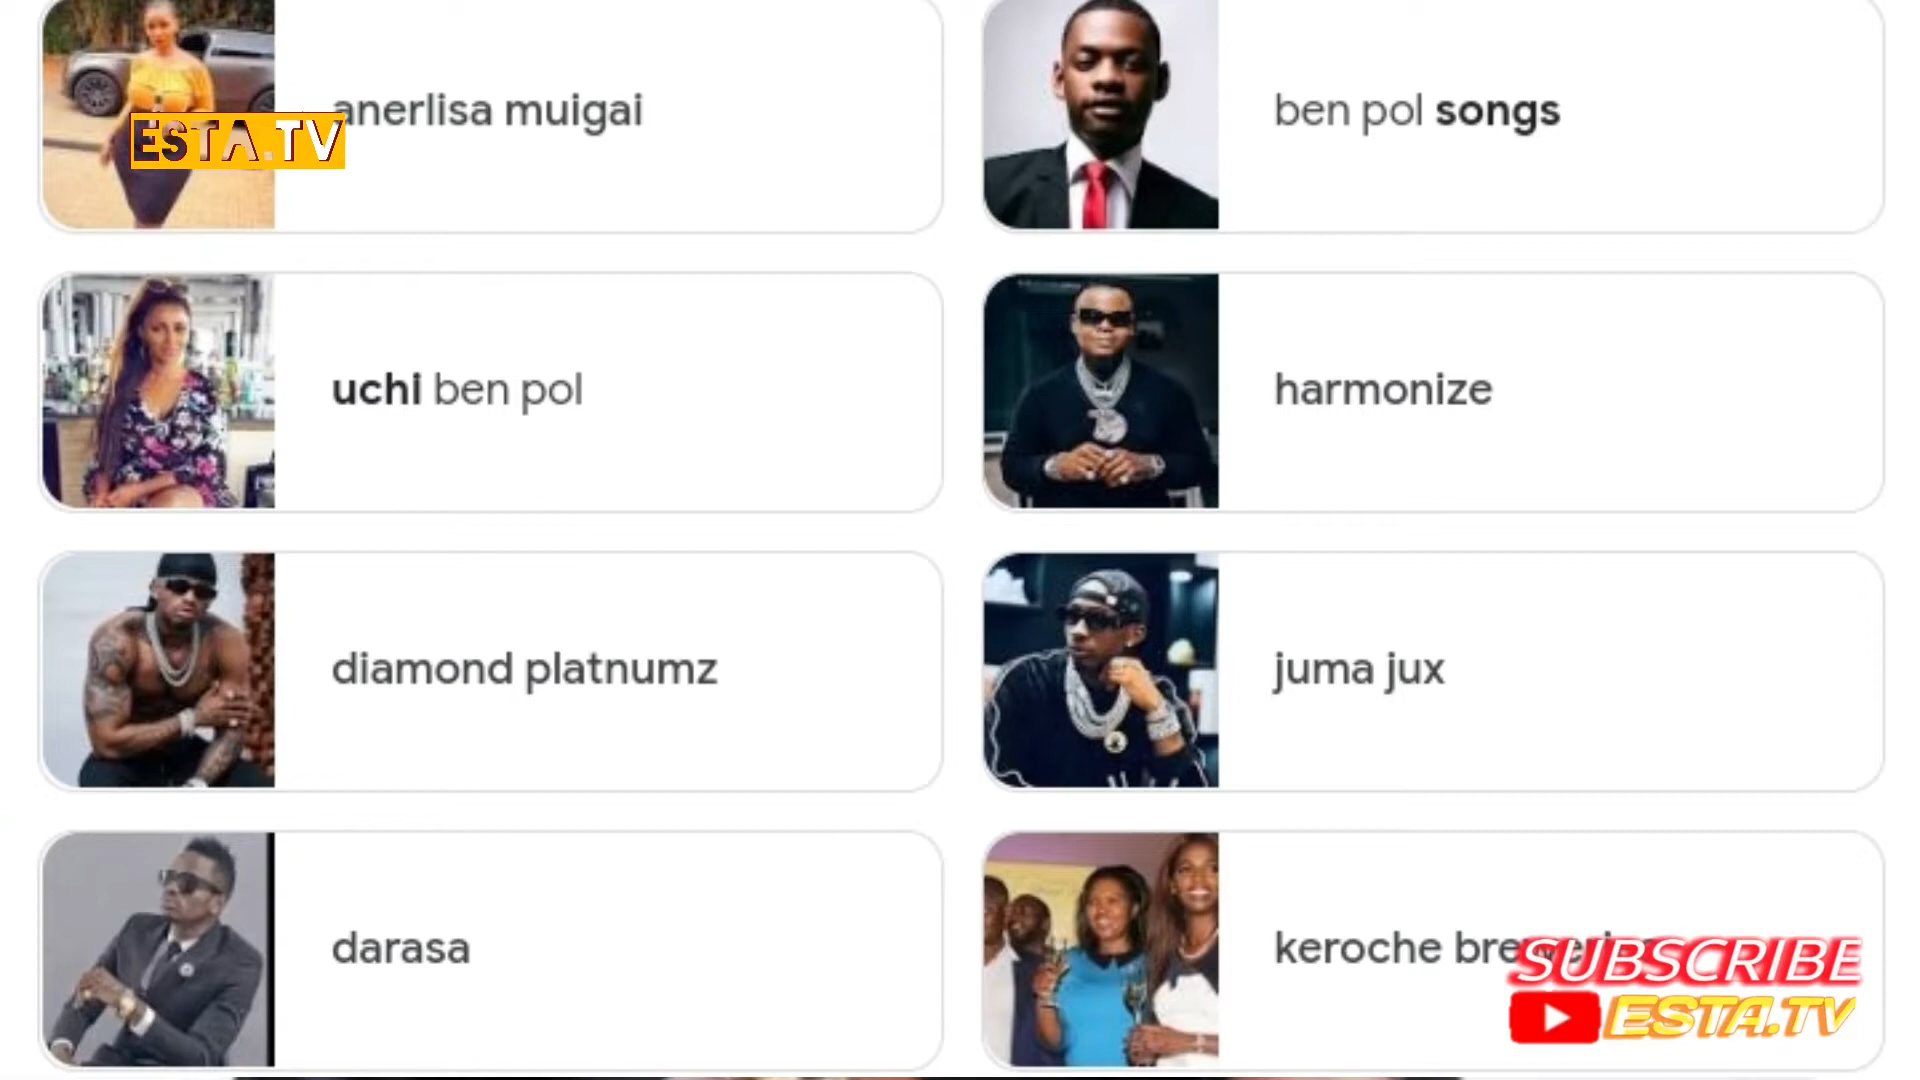 anerlisa muigai
ESTA.TV
ben pol songs
uchi ben pol
harmonize
diamond platnumz
juma jux
darasa
keroche
SUBSCRIBE
ESTA.TV